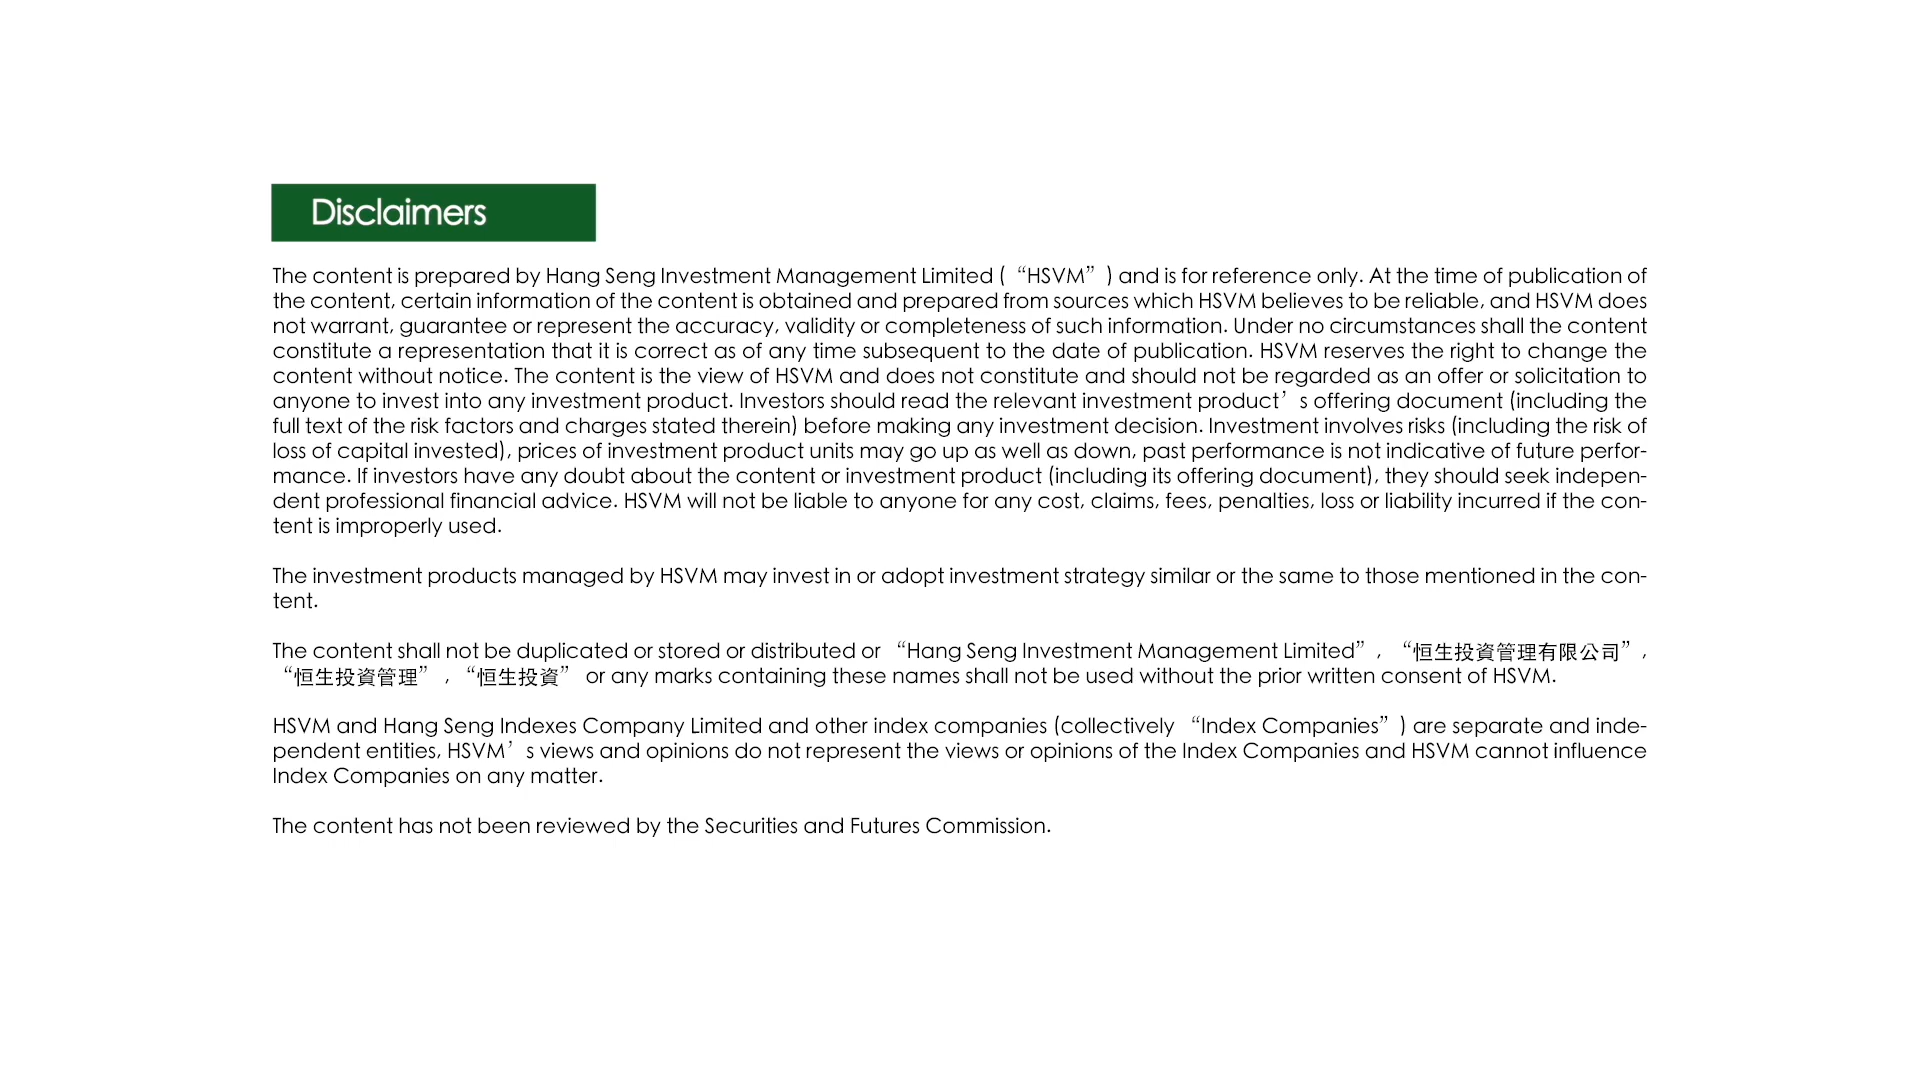 Disclaimers
The content is prepared by Hang Seng Investment Management Limited (“HSVM”) and is for reference only. At the time of publication of
the content, certain information of the content is obtained and prepared from sources which HSVM believes to be reliable, and HSVM does
not warrant, guarantee or represent the accuracy, validity or completeness of such information. Under no circumstances shall the content
constitute a representation that it is correct as of any time subsequent to the date of publication. HSVM reserves the right to change the
content without notice. The content is the view of HSVM and does not constitute and should not be regarded as an offer or solicitation to
anyone to invest into any investment product. Investors should read the relevant investment product’s offering document (including the
full text of the risk factors and charges stated therein) before making any investment decision. Investment involves risks (including the risk of
loss of capital invested), prices of investment product units may go up as well as down, past performance is not indicative of future perfor-
mance. If investors have any doubt about the content or investment product (including its offering document), they should seek indepen-
dent professional financial advice. HSVM will not be liable to anyone for any cost, claims, fees, penalties, loss or liability incurred if the con-
tent is improperly used.
The investment products managed by HSVM may invest in or adopt investment strategy similar or the same to those mentioned in the con-
tent.
The content shall not be duplicated or stored or distributed or “Hang Seng Investment Management Limited”, “恒生投資管理有限公司”,
“恒生投資管理”, “恒生投資” or any marks containing these names shall not be used without the prior written consent of HSVM.
HSVM and Hang Seng Indexes Company Limited and other index companies (collectively “Index Companies”) are separate and inde-
pendent entities, HSVM’s views and opinions do not represent the views or opinions of the Index Companies and HSVM cannot influence
Index Companies on any matter.
The content has not been reviewed by the Securities and Futures Commission.